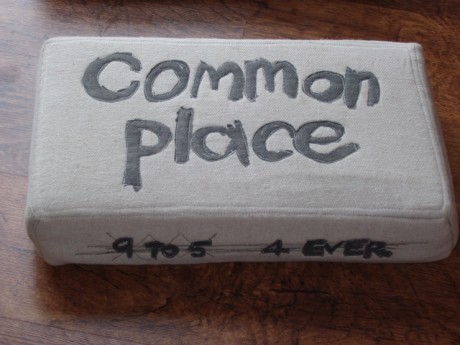 Common
place
9 TO 5 4 EVER